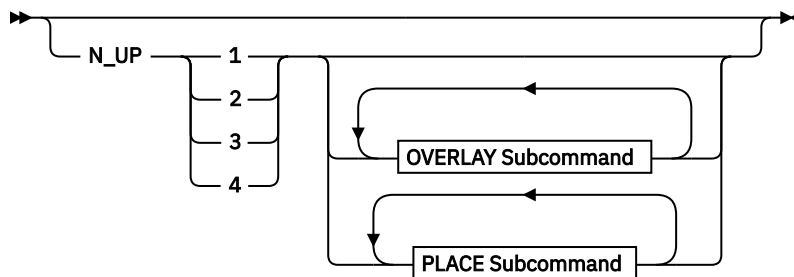 N_UP 1
2
3
4
OVERLAY Subcommand
PLACE Subcommand